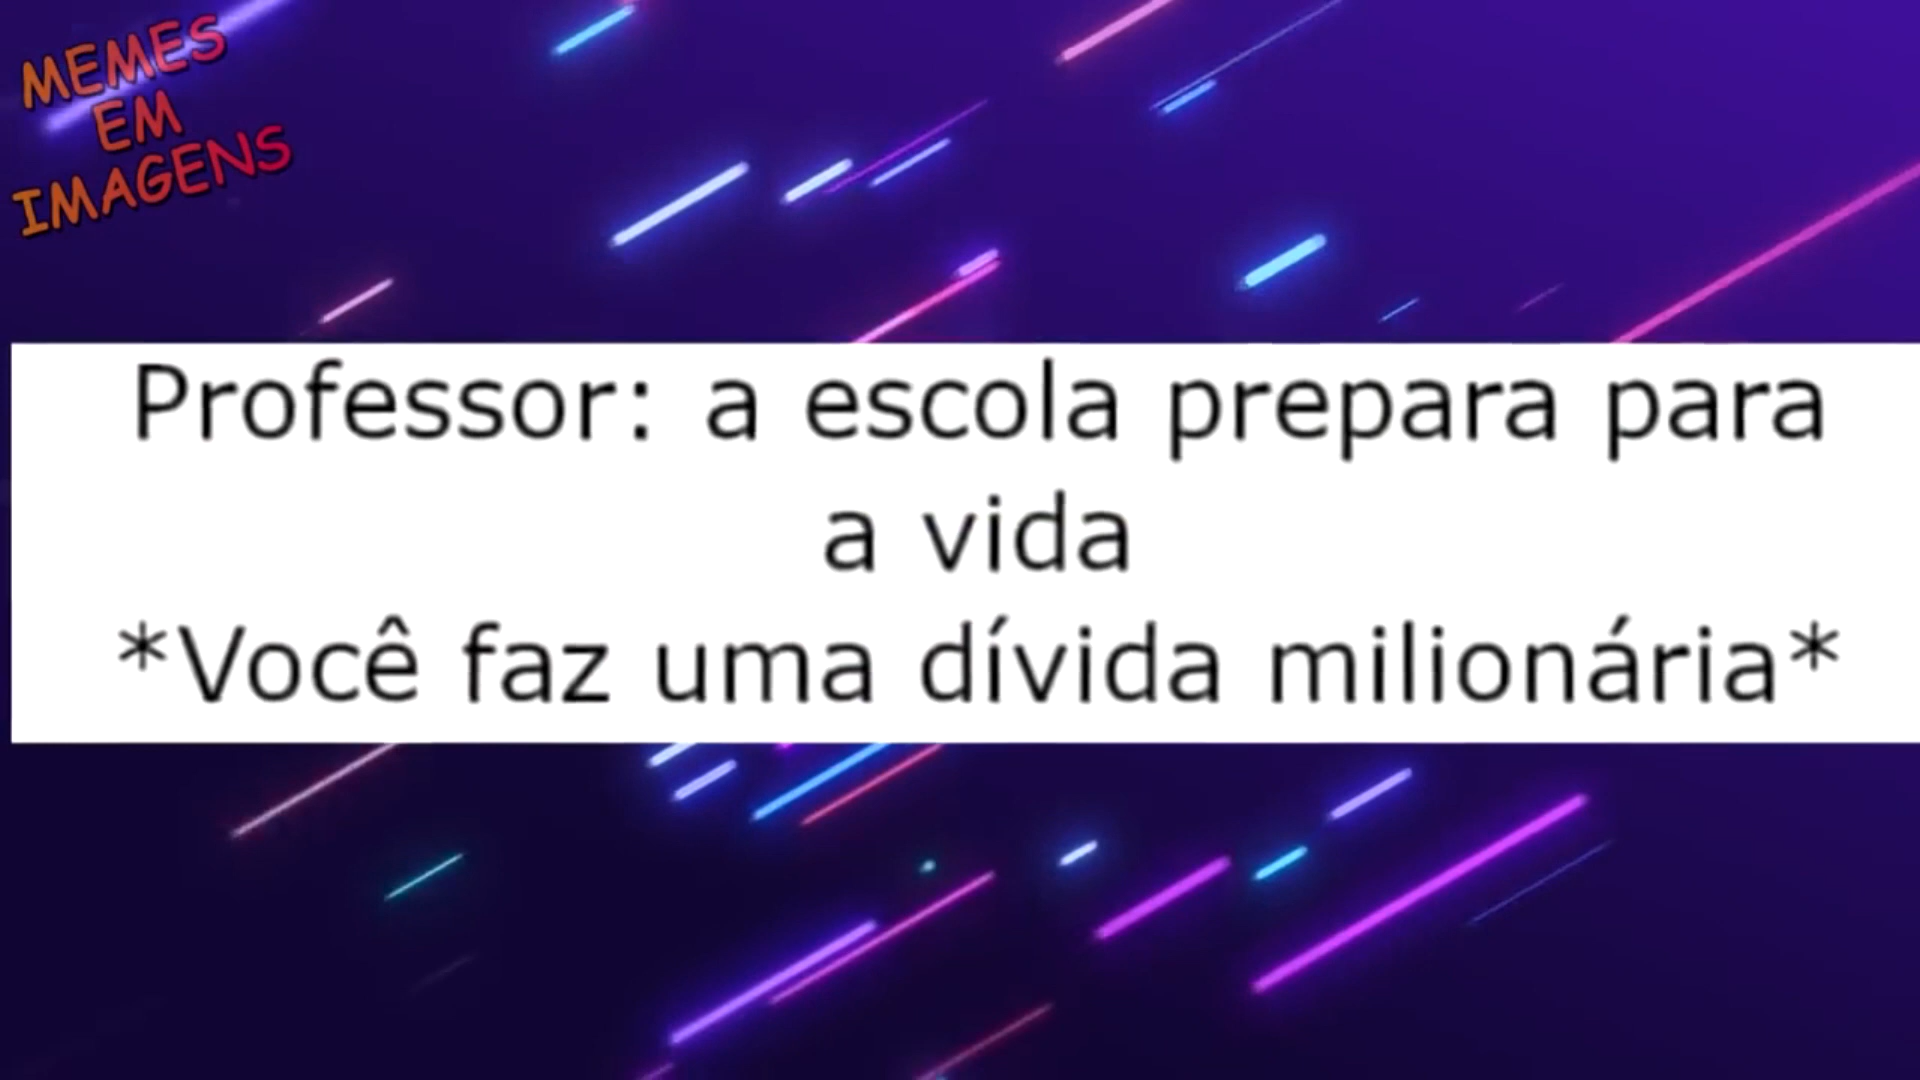 MEMES
EM
IMAGENS
Professor: a escola prepara para
a vida
*Você faz uma dívida milionária*